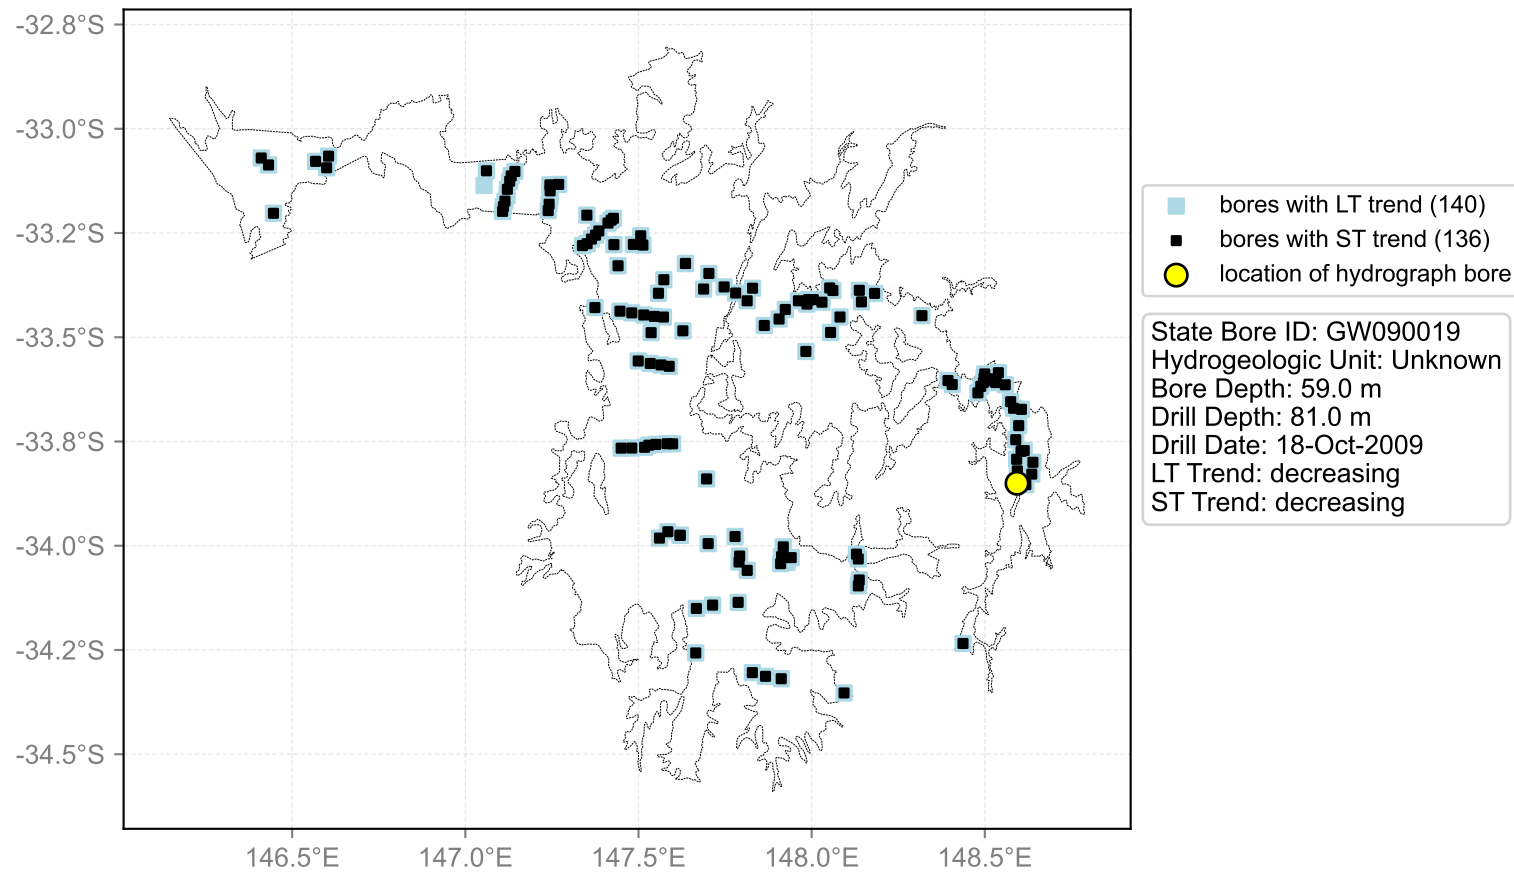 -32.8°S
-33.0°S
-33.2°S
-33.5°S
-33.8°S
-34.0°S
-34.2°S
-34.5°S
146.5°E
147.0°E
147.5°E
148.0°E
148.5°E
bores with LT trend (140)
bores with ST trend (136)
location of hydrograph bore
State Bore ID: GW090019
Hydrogeologic Unit: Unknown
Bore Depth: 59.0 m
Drill Depth: 81.0 m
Drill Date: 18-Oct-2009
LT Trend: decreasing
ST Trend: decreasing